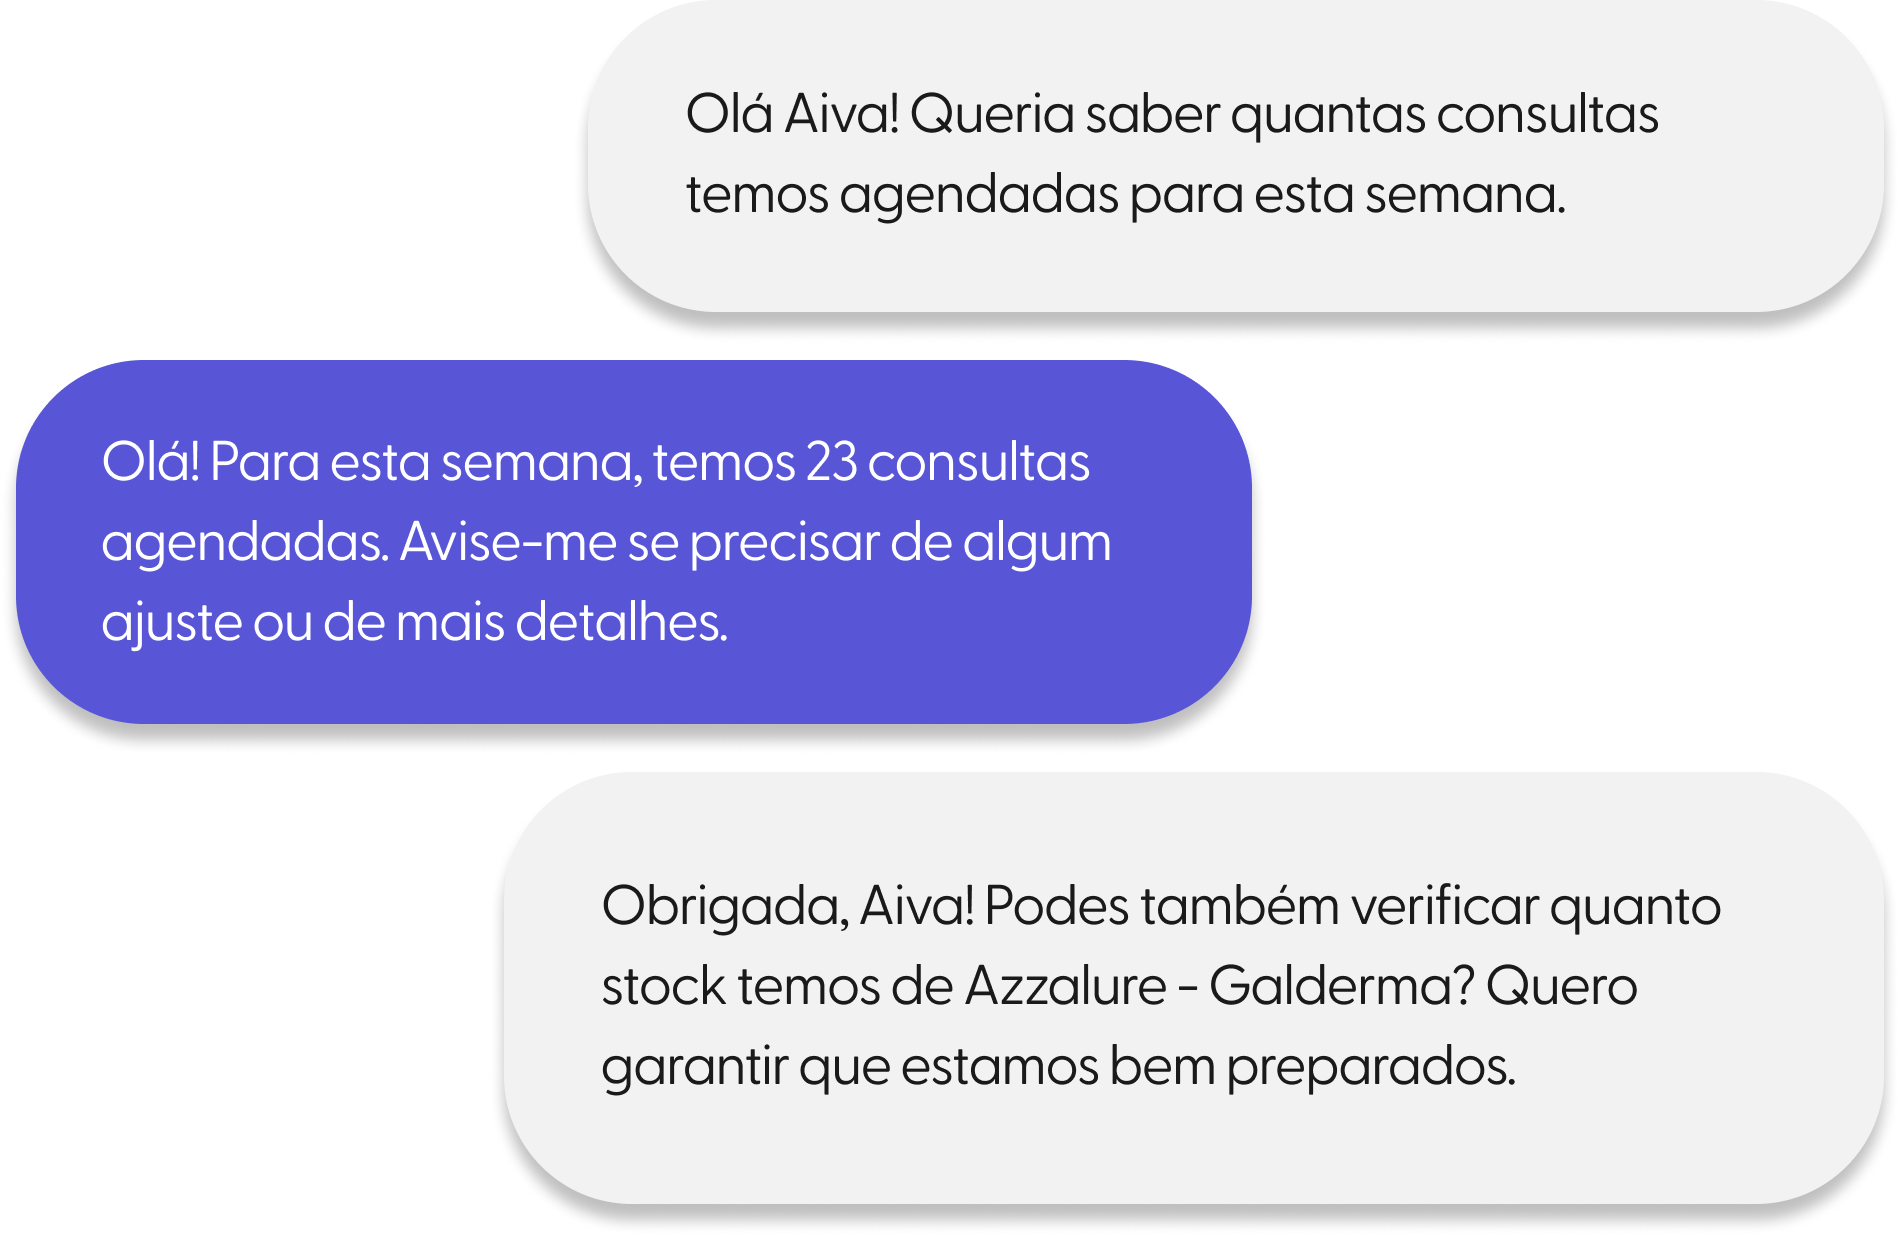 Olá Aiva! Queria saber quantas consultas
temos agendadas para esta semana.
Olá! Para esta semana, temos 23 consultas
agendadas. Avise-me se precisar de algum
ajuste ou de mais detalhes.
Obrigada, Aiva! Podes também verificar quanto
stock temos de Azzalure - Galderma? Quero
garantir que estamos bem preparados.